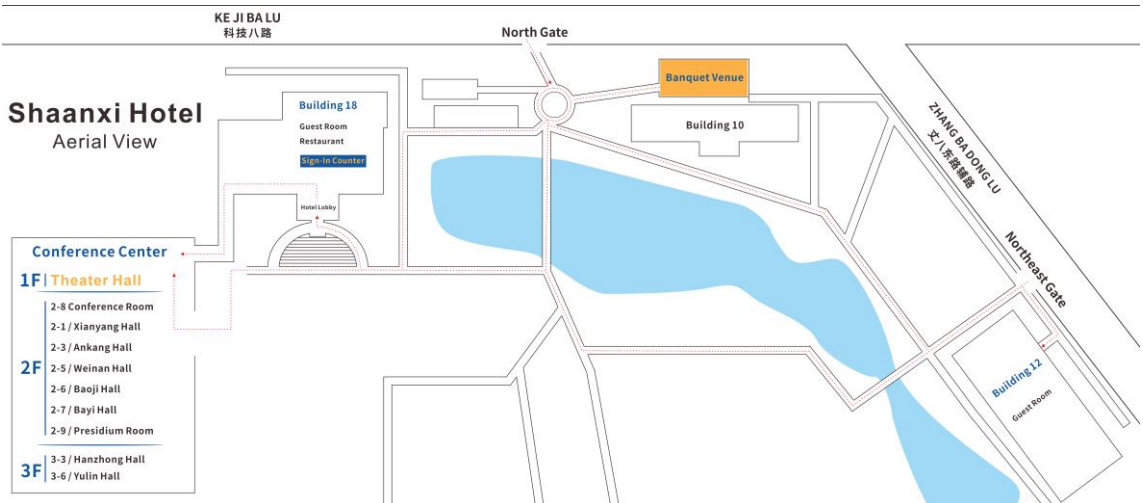 KE JI BA LU
科技八路
North Gate
Shaanxi Hotel
Aerial View
Building 18
Guest Room
Restaurant
Sign-In Counter
Hotel Lobby
Banquet Venue
Building 10
ZHANG BA DONG LU
丈八东路辅路
Northeast Gate
Building 12
Guest Room
Conference Center
1F Theater Hall
2F
2-8 Conference Room
2-1 / Xianyang Hall
2-3 / Ankang Hall
2-5 / Weinan Hall
2-6 / Baoji Hall
2-7 / Bayi Hall
2-9 / Presidium Room
3F
3-3 / Hanzhong Hall
3-6 / Yulin Hall